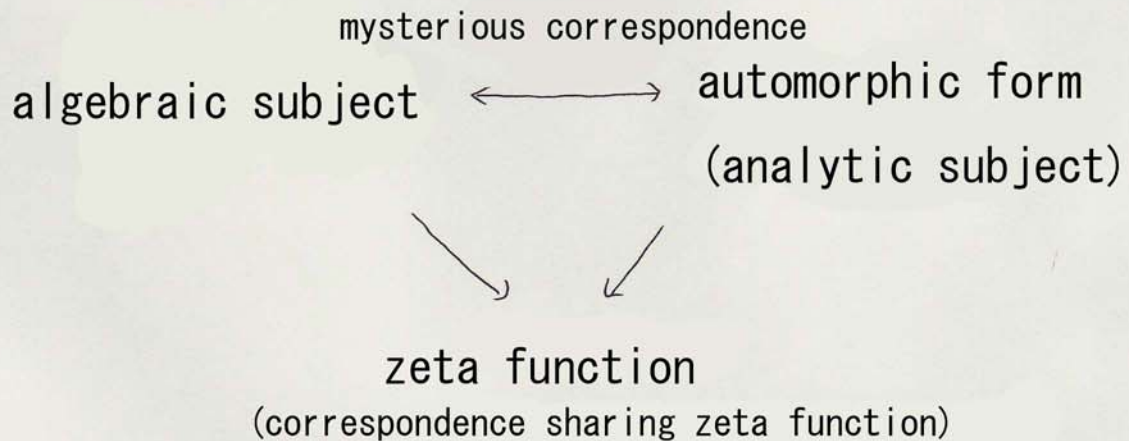 mysterious correspondence
algebraic subject
automorphic form
(analytic subject)
zeta function
(correspondence sharing zeta function)